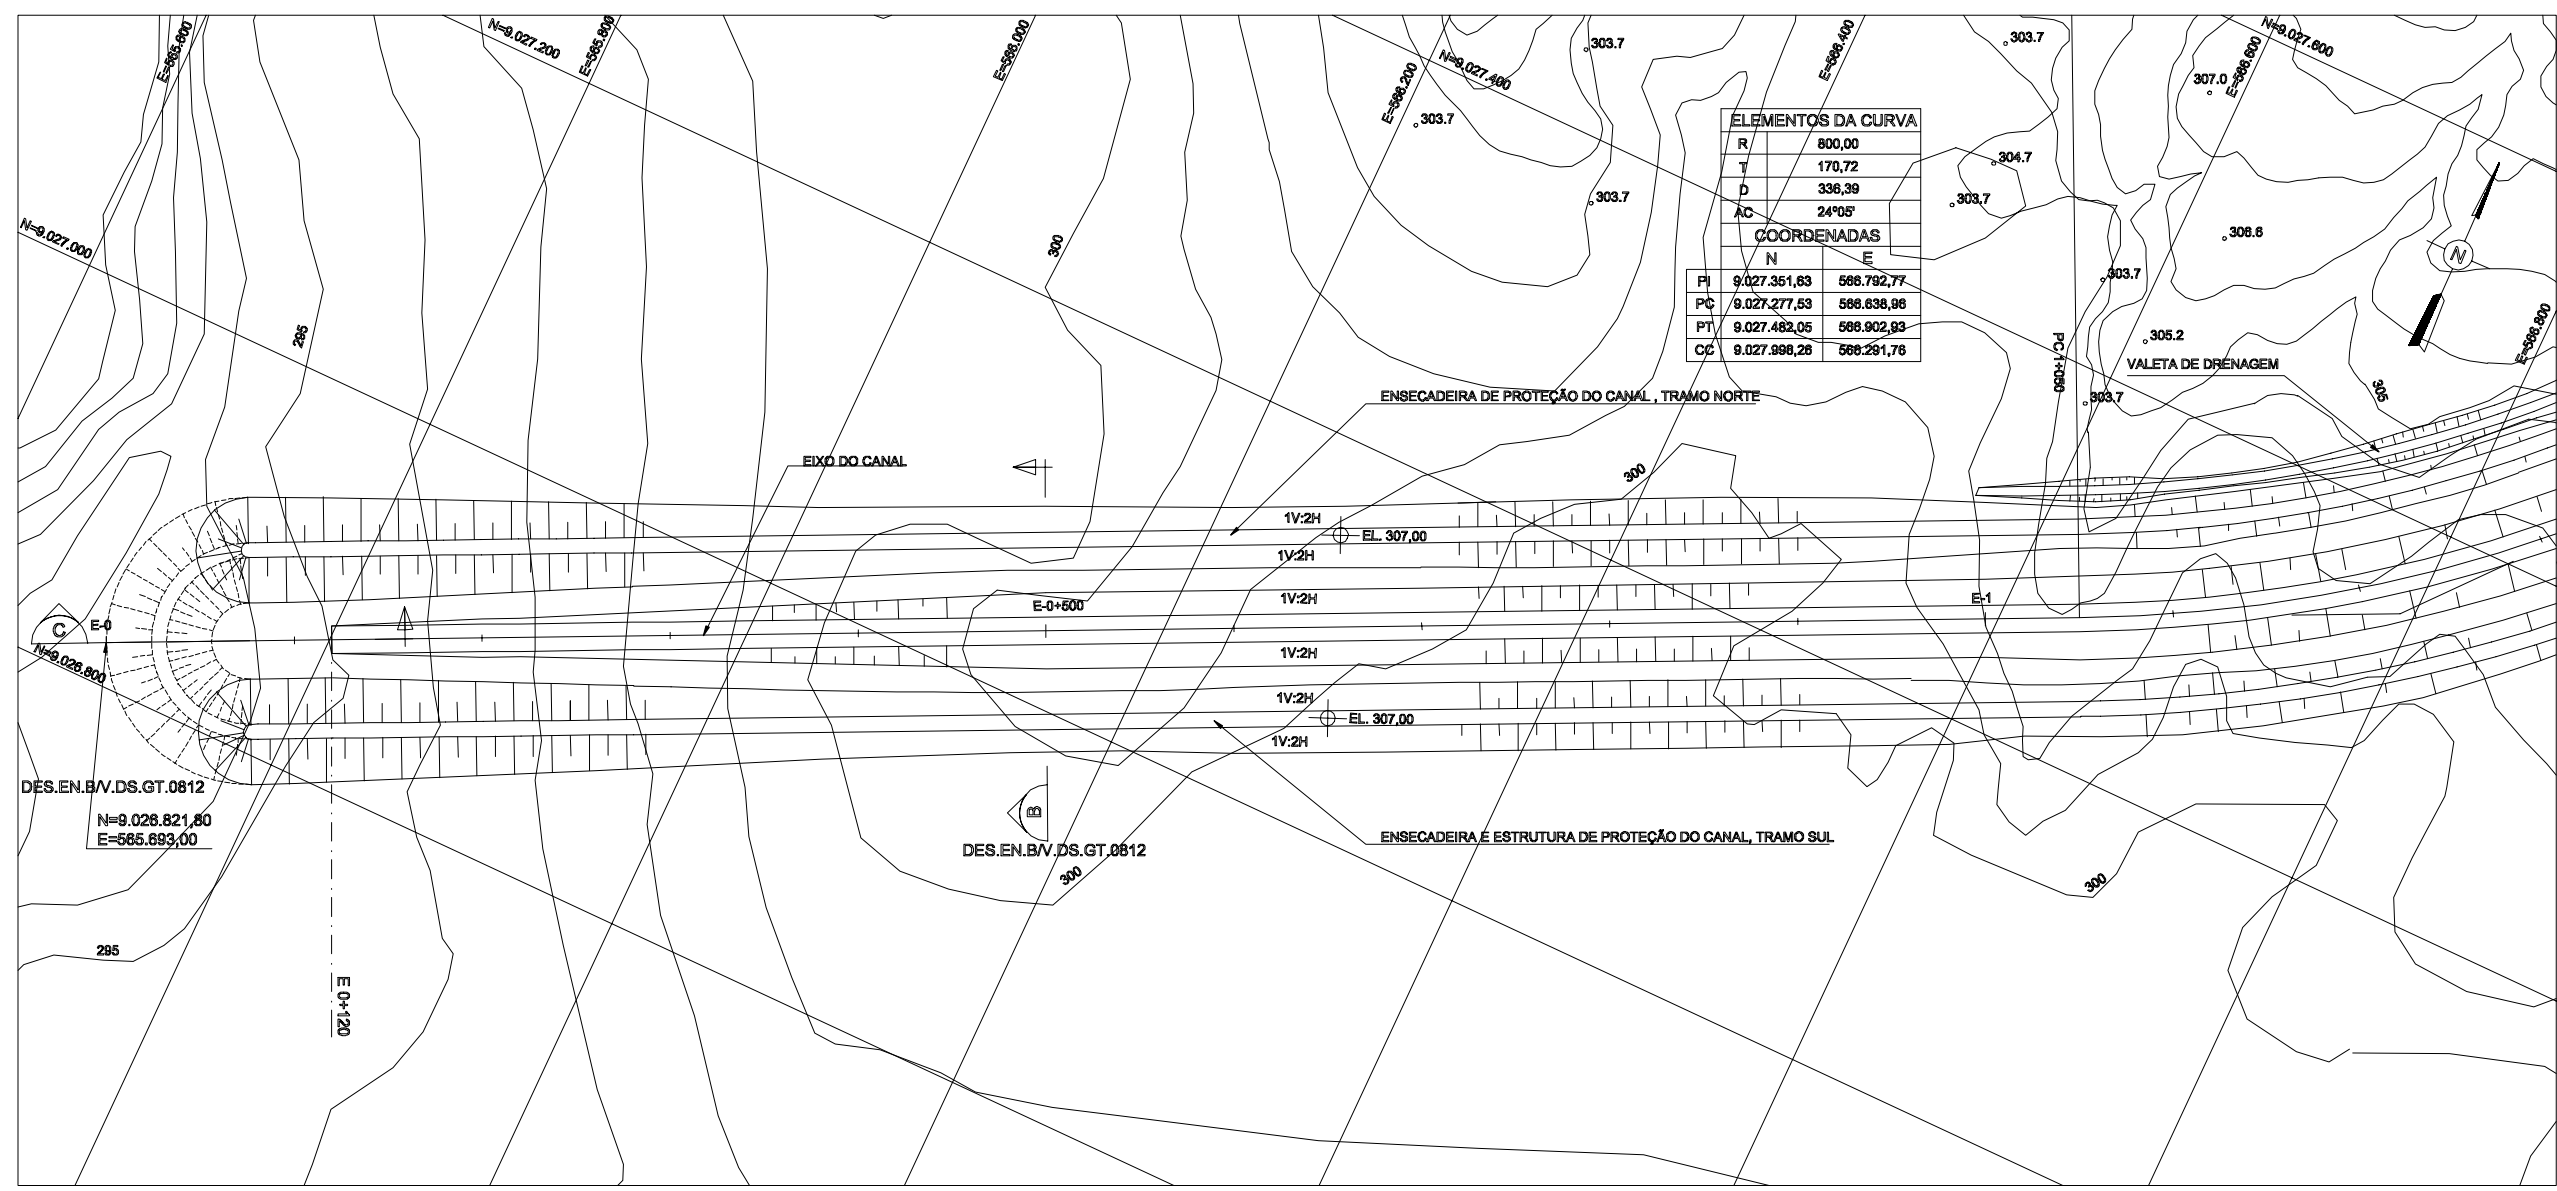 E=565.600
N=9.027.200
E=565.800
E=566.000
E=566.200
N=9.027.400
E=566.400
E=566.600
N=9.027.600
303.7
303.7
307.0
303.7
304.7
303.7
303.7
306.6
303.7
N=9.027.000
300
295
ELEMENTOS DA CURVA
R 800,00
T 170,72
D 336,39
AC 24º05'
COORDENADAS
N E
PI 9.027.351,63 566.792,77
PC 9.027.277,53 566.638,96
PT 9.027.482,05 566.902,93
CC 9.027.998,26 566.291,76
N
E=566.800
305.2
PC 1+050
VALETA DE DRENAGEM
305
303.7
ENSECADEIRA DE PROTEÇÃO DO CANAL , TRAMO NORTE
EIXO DO CANAL
300
1V:2H
EL. 307,00
1V:2H
1V:2H
E-0+500
E-1
C
E-0
N=9.026.800
1V:2H
1V:2H
EL. 307,00
1V:2H
DES.EN.B/V.DS.GT.0812
N=9.026.821,80
E=565.693,00
B
DES.EN.B/V.DS.GT.0812
ENSECADEIRA E ESTRUTURA DE PROTEÇÃO DO CANAL, TRAMO SUL
300
300
295
E 0+120